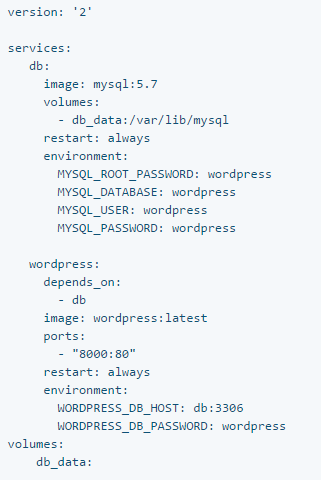 version: '2'

services:
   db:
     image: mysql:5.7
     volumes:
       - db_data:/var/lib/mysql
     restart: always
     environment:
       MYSQL_ROOT_PASSWORD: wordpress
       MYSQL_DATABASE: wordpress
       MYSQL_USER: wordpress
       MYSQL_PASSWORD: wordpress

   wordpress:
     depends_on:
       - db
     image: wordpress:latest
     ports:
       - "8000:80"
     restart: always
     environment:
       WORDPRESS_DB_HOST: db:3306
       WORDPRESS_DB_PASSWORD: wordpress
volumes:
    db_data: